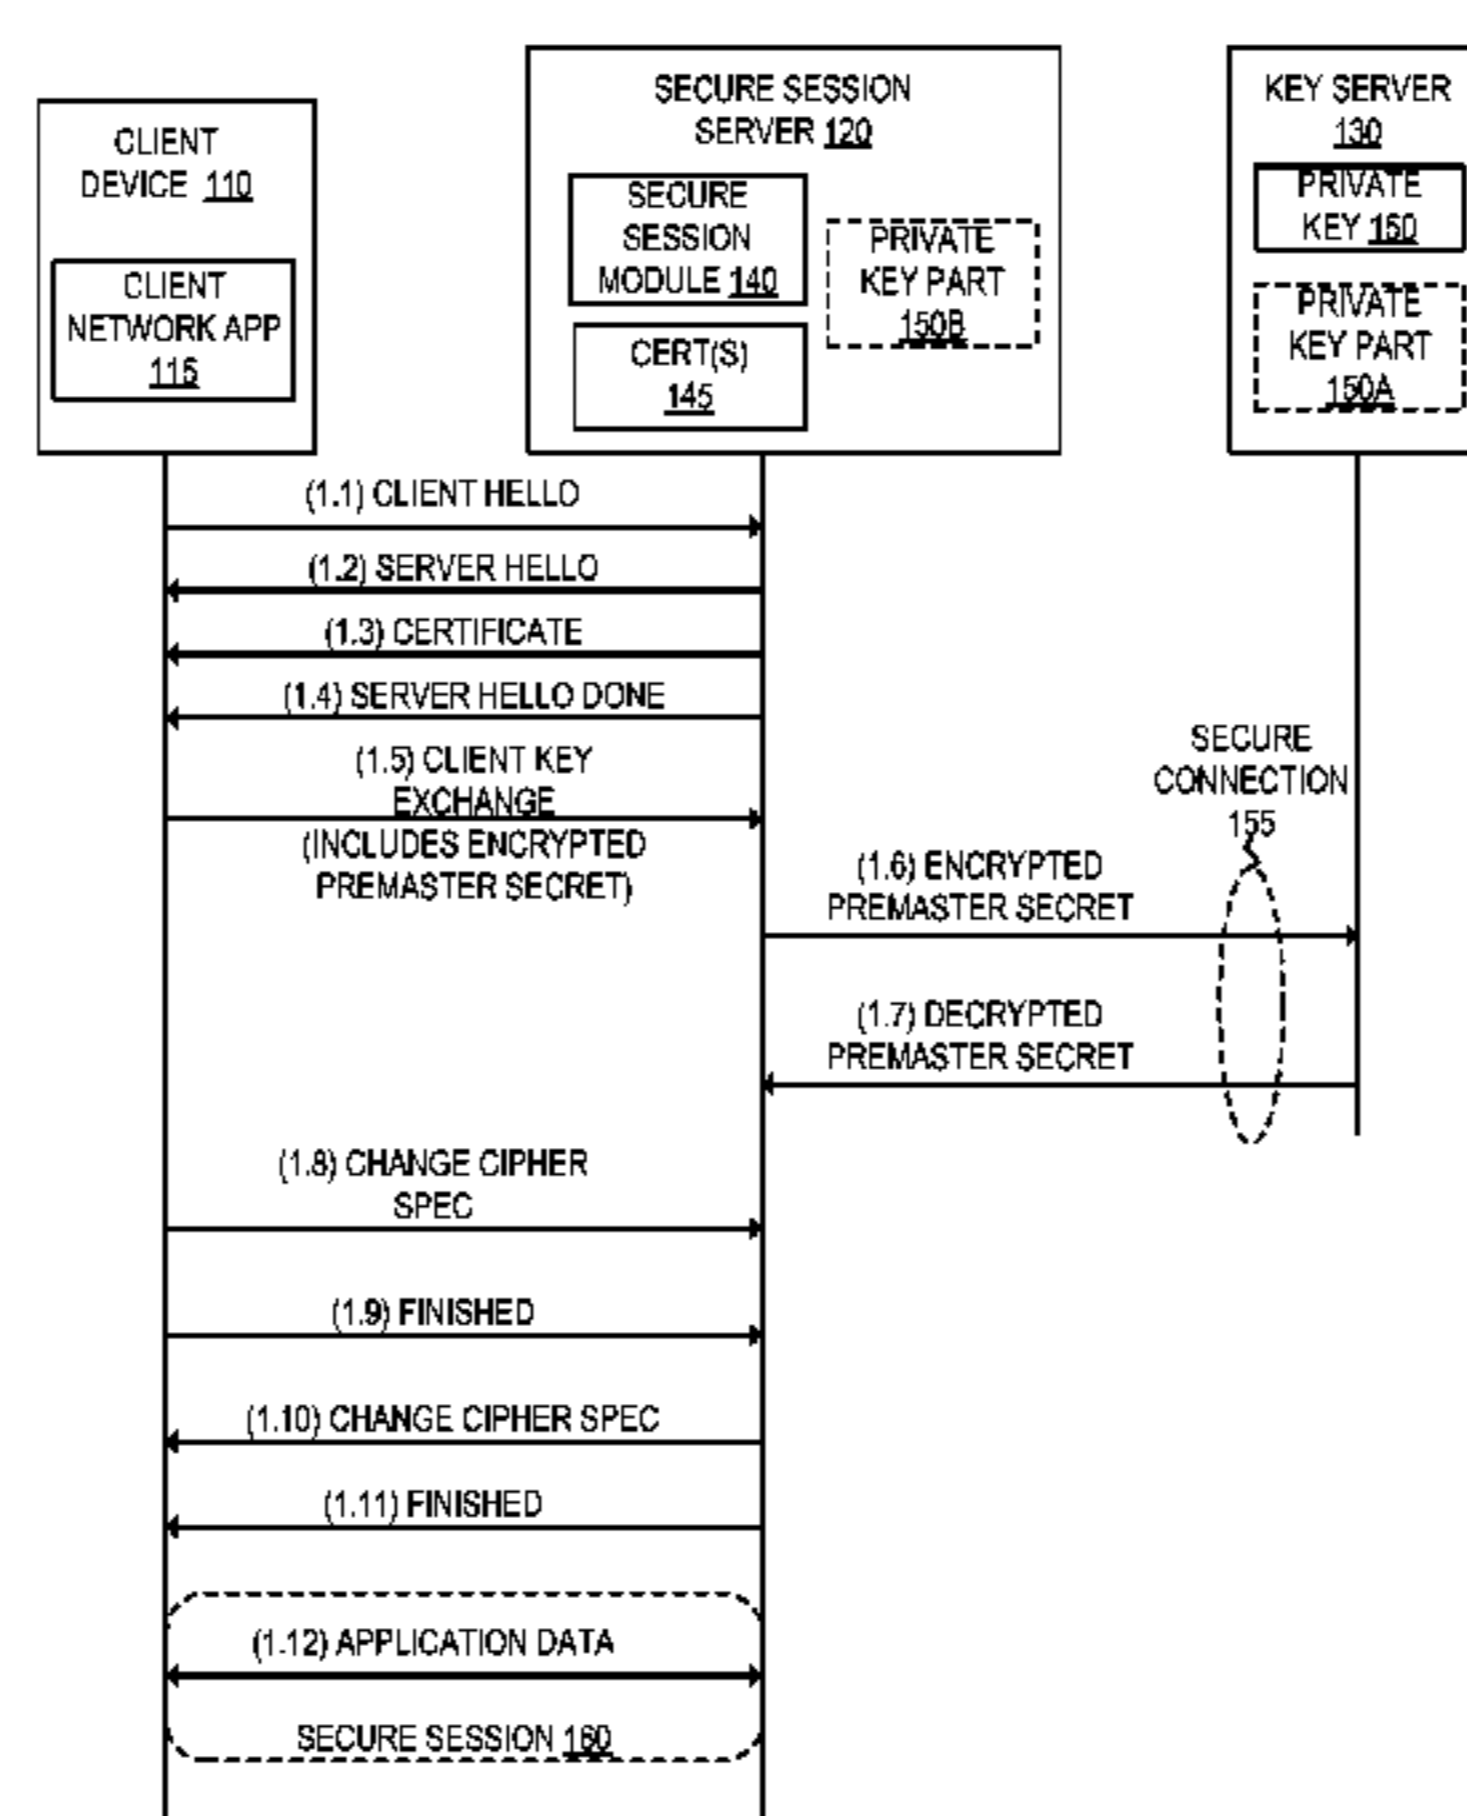 CLIENT
DEVICE 110
CLIENT
NETWORK APP
115
SECURE SESSION
SERVER 120
SECURE
SESSION
MODULE 140
CERT(S)
145
PRIVATE
KEY PART
150B
KEY SERVER
130
PRIVATE
KEY 150
PRIVATE
KEY PART
150A
(1.1) CLIENT HELLO
(1.2) SERVER HELLO
(1.3) CERTIFICATE
(1.4) SERVER HELLO DONE
(1.5) CLIENT KEY
EXCHANGE
(INCLUDES ENCRYPTED
PREMASTER SECRET)
SECURE
CONNECTION
155
(1.6) ENCRYPTED
PREMASTER SECRET
(1.7) DECRYPTED
PREMASTER SECRET
(1.8) CHANGE CIPHER
SPEC
(1.9) FINISHED
(1.10) CHANGE CIPHER SPEC
(1.11) FINISHED
(1.12) APPLICATION DATA
SECURE SESSION 160